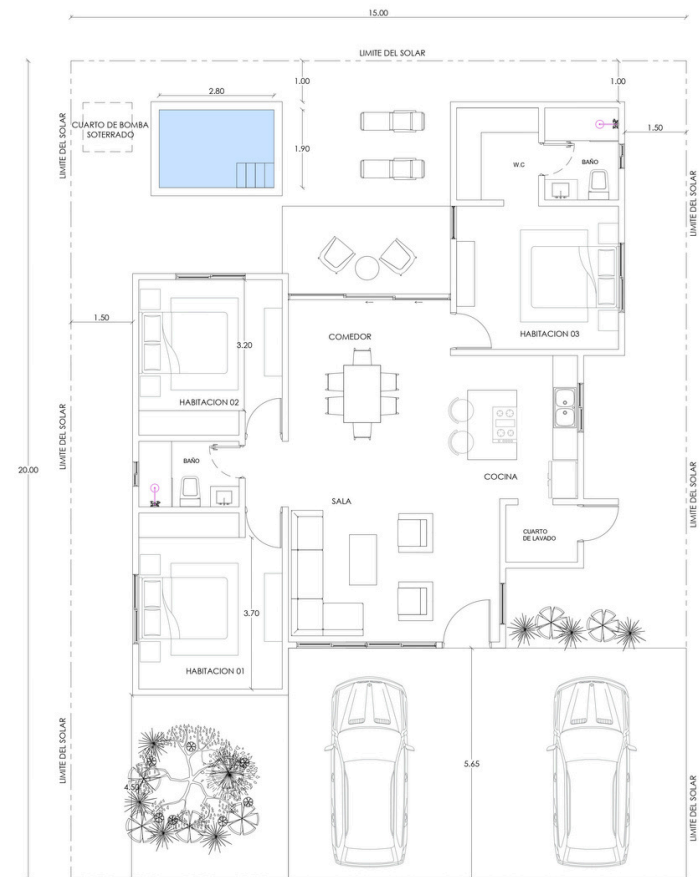 15.00
LIMITE DEL SOLAR
1.00
1.00
2.80
CUARTO DE BOMBA
SOTERRADO
LIMITE DEL SOLAR
1.90
1.50
W.C
BAÑO
LIMITE DEL SOLAR
1.50
COMEDOR
HABITACION 03
3.20
HABITACION 02
LIMITE DEL SOLAR
20.00
BAÑO
COCINA
LIMITE DEL SOLAR
SALA
CUARTO
DE LAVADO
3.70
HABITACION 01
LIMITE DEL SOLAR
5.65
4.50
LIMITE DEL SOLAR